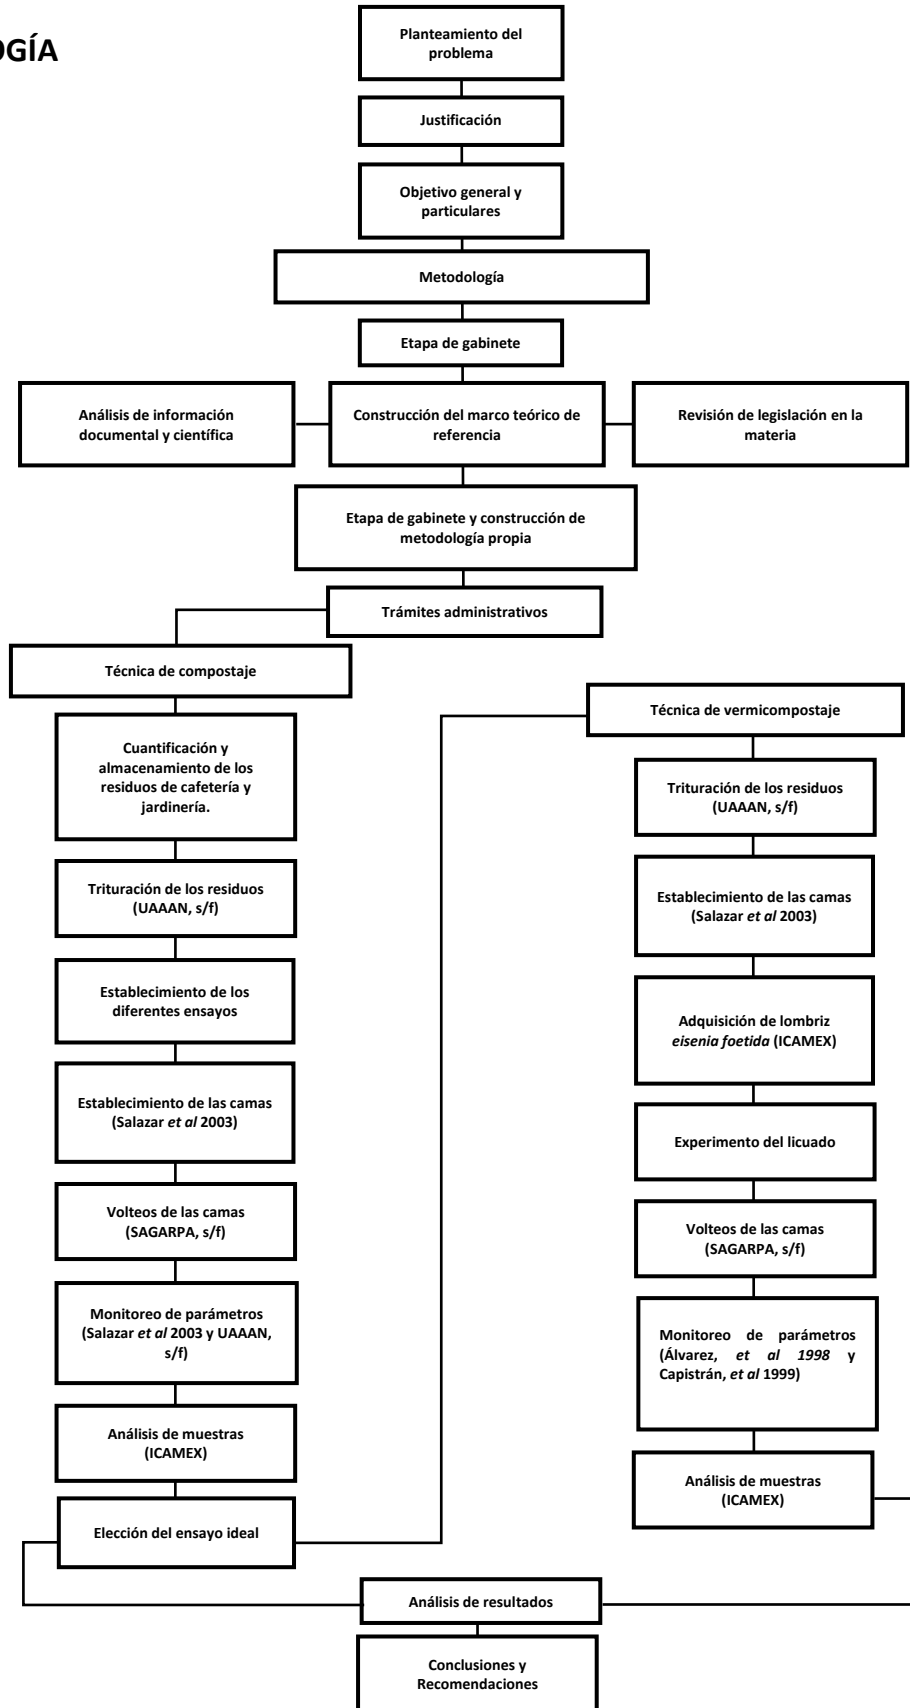 OGÍA
Planteamiento del
problema
Justificación
Objetivo general y
particulares
Metodología
Etapa de gabinete
Análisis de información
documental y científica
Construcción del marco teórico de
referencia
Revisión de legislación en la
materia
Etapa de gabinete y construcción de
metodología propia
Trámites administrativos
Técnica de compostaje
Cuantificación y
almacenamiento de los
residuos de cafetería y
jardinería.
Trituración de los residuos
(UAAAN, s/f)
Establecimiento de los
diferentes ensayos
Establecimiento de las camas
(Salazar et al 2003)
Volteos de las camas
(SAGARPA, s/f)
Monitoreo de parámetros
(Salazar et al 2003 y UAAAN,
s/f)
Análisis de muestras
(ICAMEX)
Elección del ensayo ideal
Técnica de vermicompostaje
Trituración de los residuos
(UAAAN, s/f)
Establecimiento de las camas
(Salazar et al 2003)
Adquisición de lombriz
eisenia foetida (ICAMEX)
Experimento del licuado
Volteos de las camas
(SAGARPA, s/f)
Monitoreo de parámetros
(Álvarez, et al 1998 y
Capistrán, et al 1999)
Análisis de muestras
(ICAMEX)
Análisis de resultados
Conclusiones y
Recomendaciones